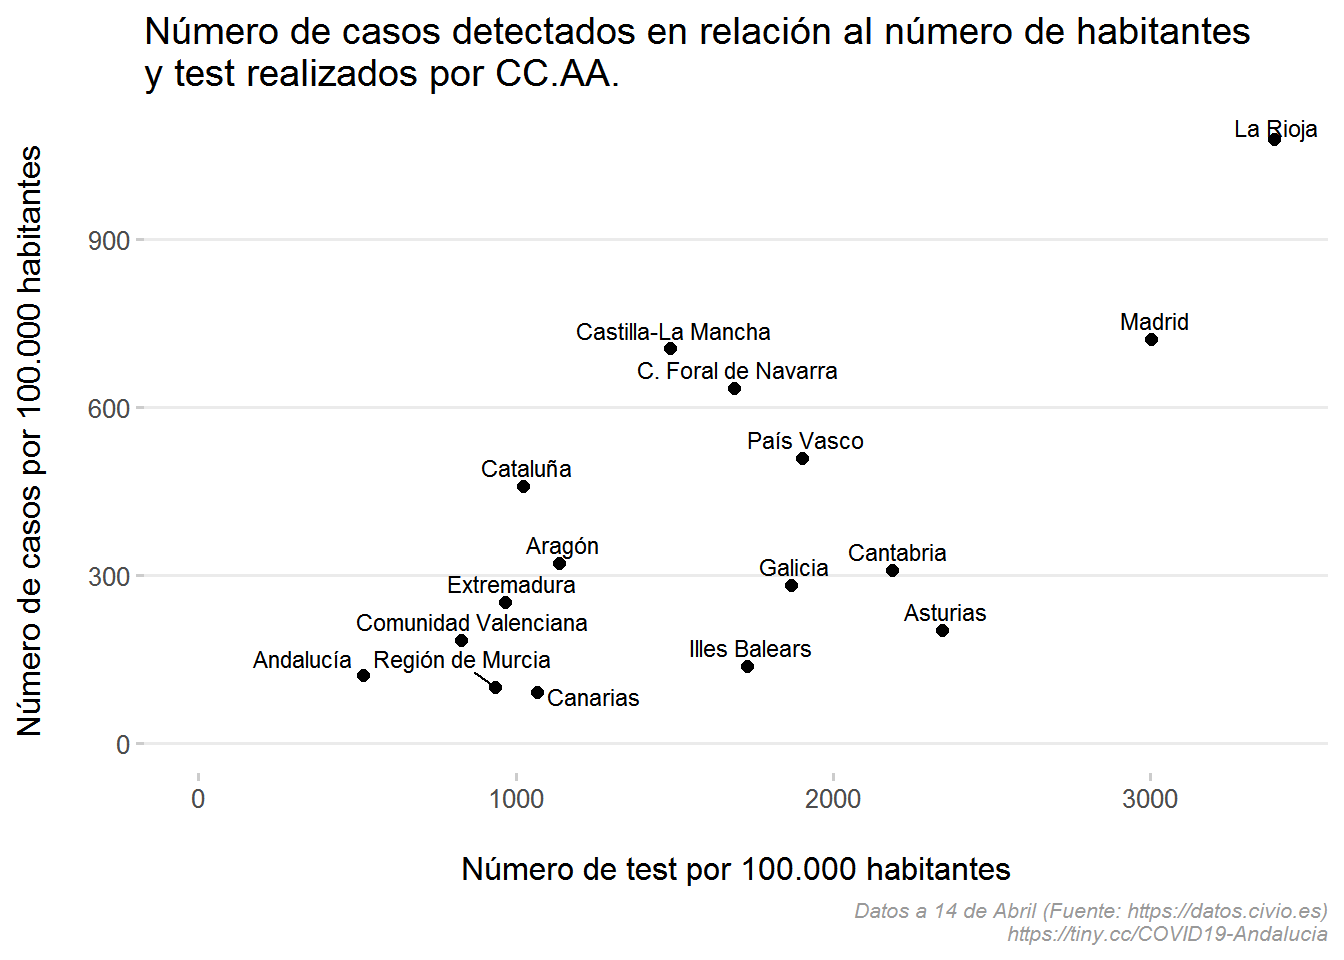 Número de casos detectados en relación al número de habitantes
y test realizados por CC.AA.
Número de casos por 100.000 habitantes
900
600
300
0
La Rioja
Madrid
Castilla-La Mancha
C. Foral de Navarra
País Vasco
Cataluña
Aragón
Cantabria
Galicia
Extremadura
Asturias
Comunidad Valenciana
Illes Balears
Andalucía
Región de Murcia
Canarias
0
1000
2000
3000
Número de test por 100.000 habitantes
Datos a 14 de Abril (Fuente: https://datos.civio.es)
https://tiny.cc/COVID19-Andalucia